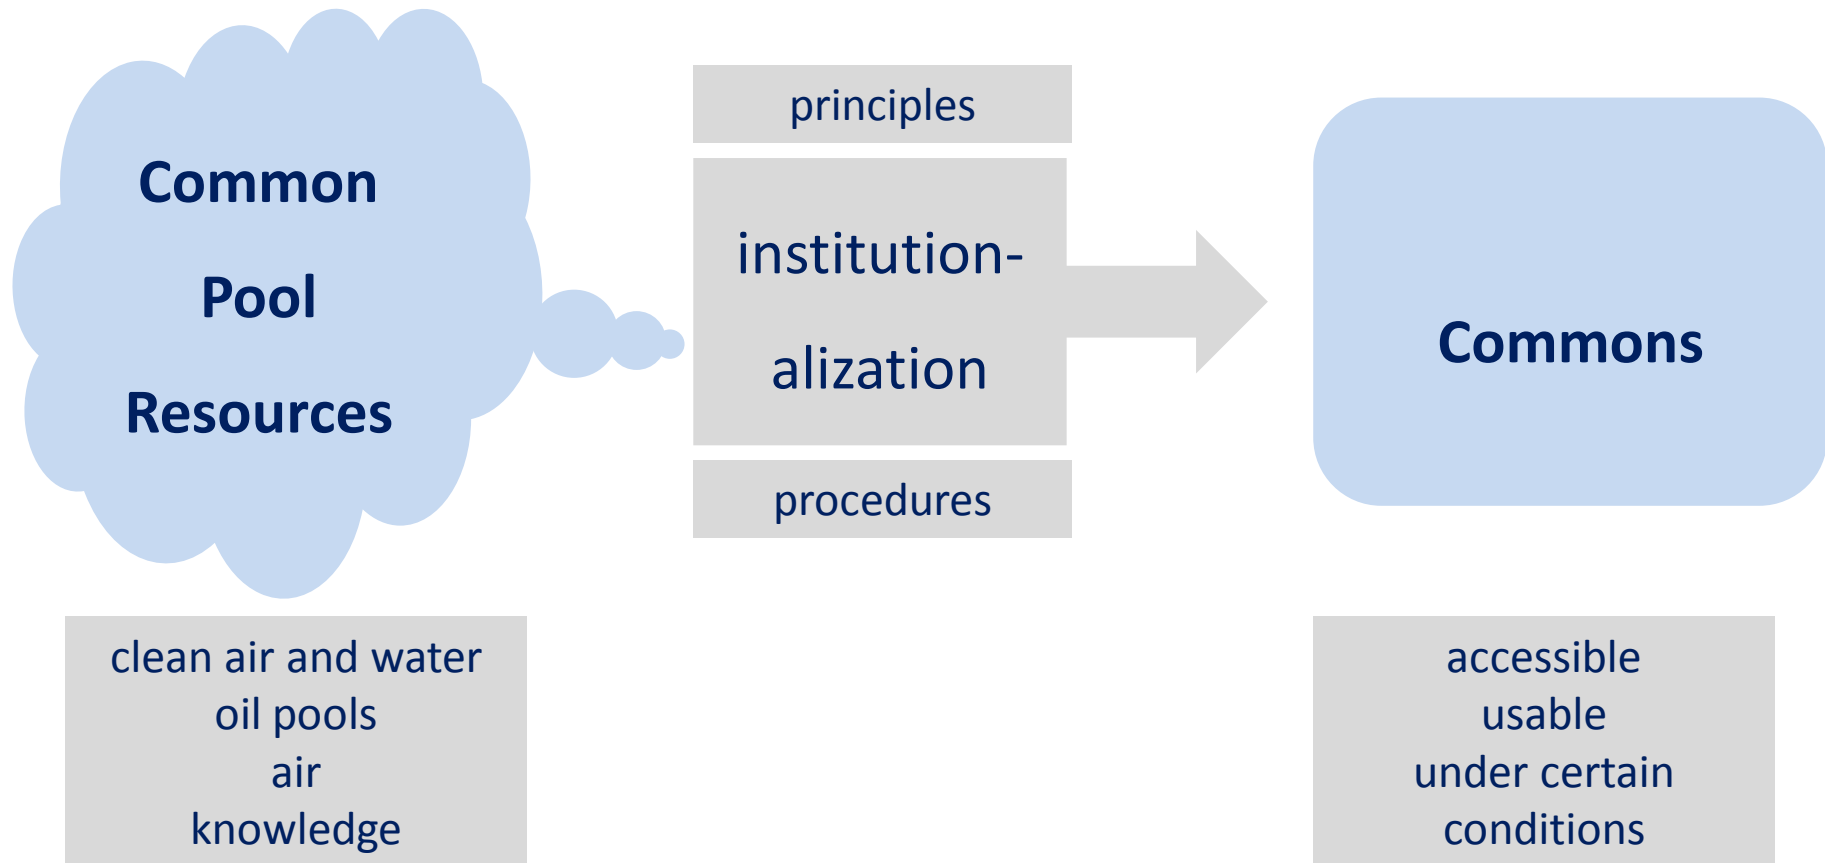 Common
Pool
Resources
principles
institution-
alization
procedures
Commons
clean air and water
oil pools
air
knowledge
accessible
usable
under certain
conditions